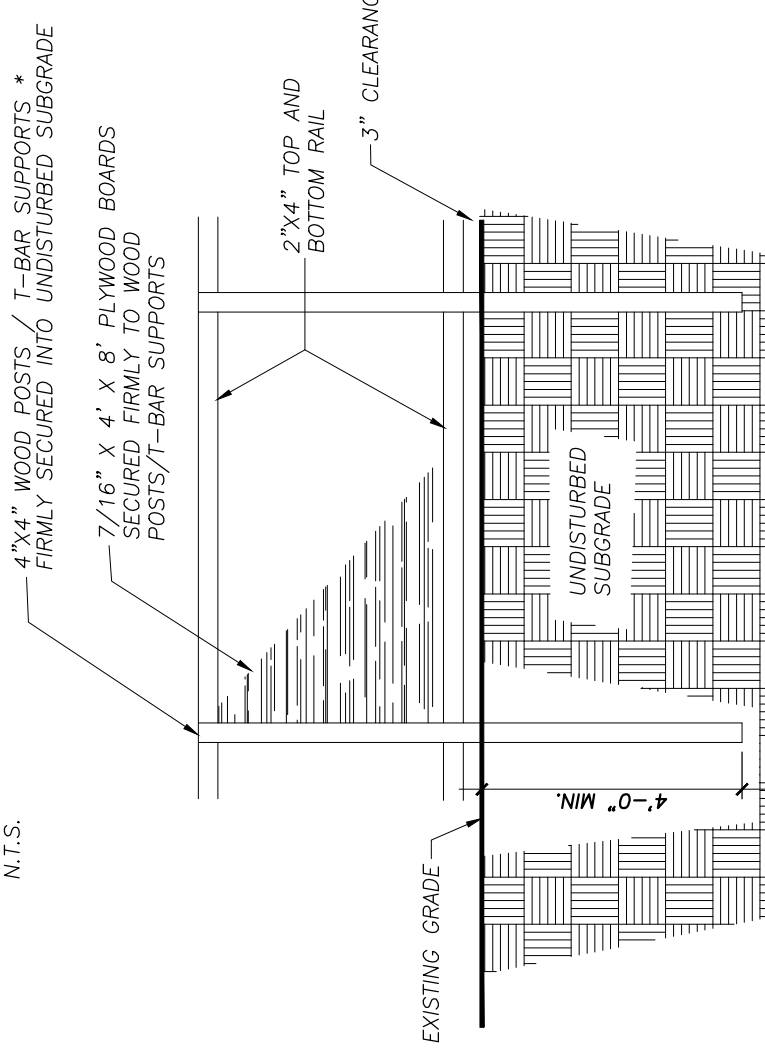 N.T.S.
4"X4" WOOD POSTS / T-BAR SUPPORTS *
FIRMLY SECURED INTO UNDISTURBED SUBGRADE
7/16" X 4' X 8' PLYWOOD BOARDS
SECURED FIRMLY TO WOOD
POSTS/T-BAR SUPPORTS
2"X4" TOP AND
BOTTOM RAIL
3" CLEARANC
EXISTING GRADE
4'-0" MIN.
UNDISTURBED
SUBGRADE